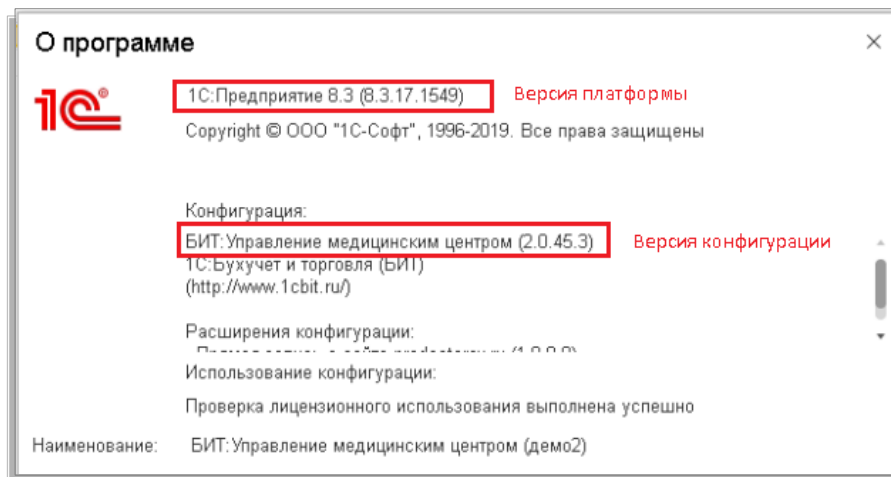 О программе
1С®
1С:Предприятие 8.3 (8.3.17.1549)
Версия платформы
Copyright © ООО "1С-Софт", 1996-2019. Все права защищены
Конфигурация:
БИТ:Управление медицинским центром (2.0.45.3)
Версия конфигурации
1С:Бухучет и торговля (БИТ)
(http://www.1cbit.ru/)
Расширения конфигурации:
Использование конфигурации:
Проверка лицензионного использования выполнена успешно
Наименование: БИТ:Управление медицинским центром (демо2)